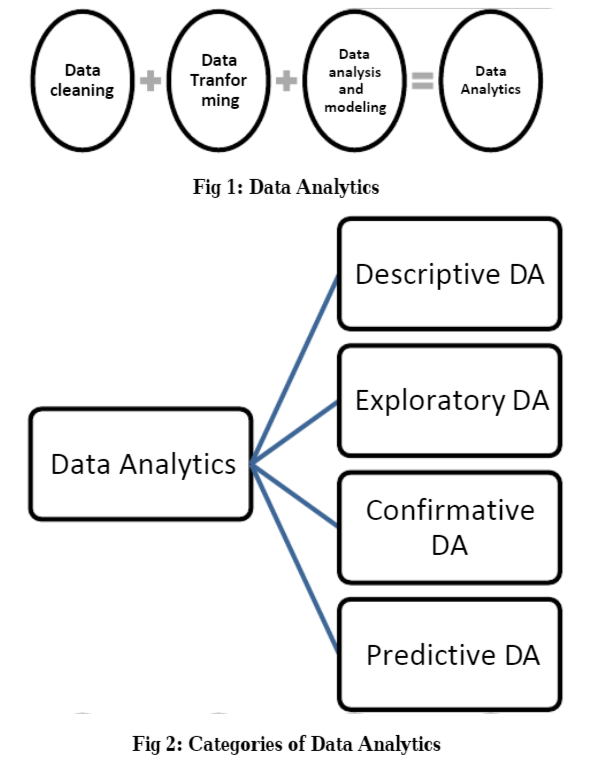 Data
cleaning
Data
Tranfor
ming
Data
analysis
and
modeling
Data
Analytics
Fig 1: Data Analytics
Data Analytics
Descriptive DA
Exploratory DA
Confirmative
DA
Predictive DA
Fig 2: Categories of Data Analytics